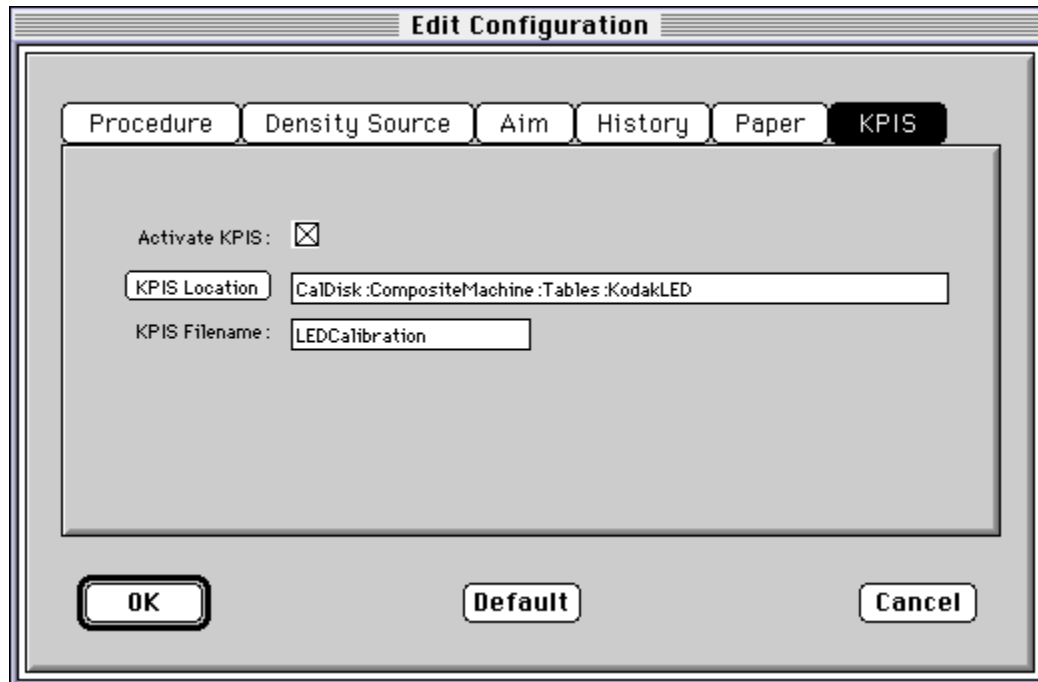 Edit Configuration
Procedure Density Source Aim History Paper KPIS
Activate KPIS:
KPIS Location CalDisk:CompositeMachine:Tables:KodakLED
KPIS Filename: LEDCalibration
OK Default Cancel